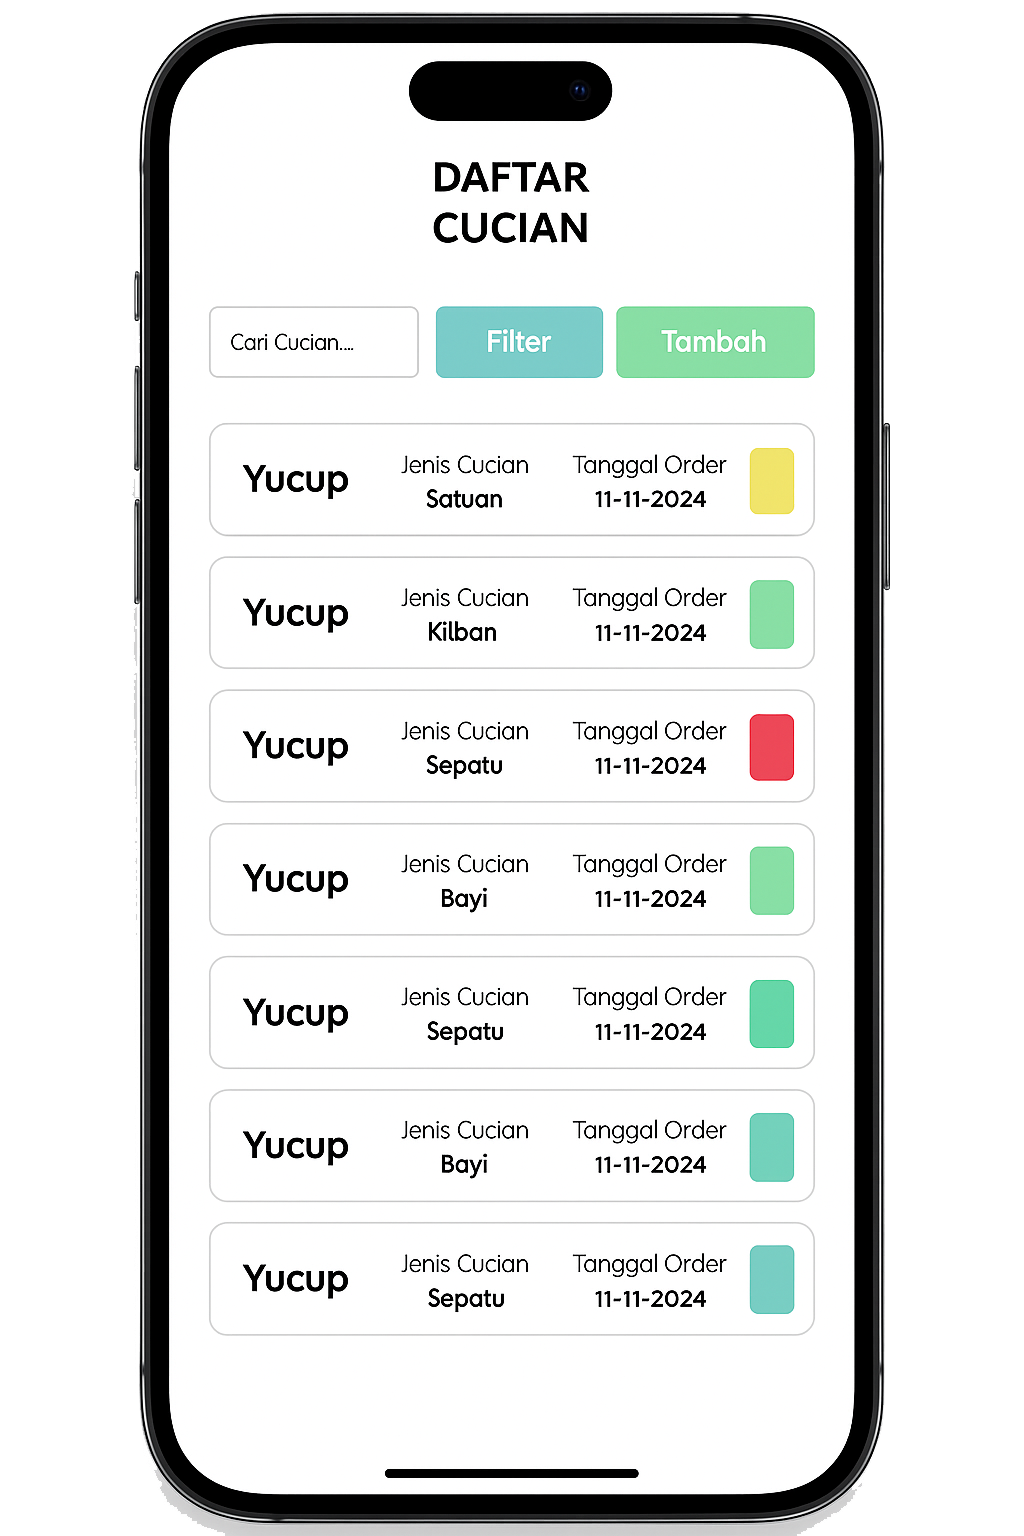 DAFTAR
CUCIAN
Cari Cucian.... Filter Tambah
Yucup Jenis Cucian Tanggal Order
Satuan 11-11-2024
Yucup Jenis Cucian Tanggal Order
Kilban 11-11-2024
Yucup Jenis Cucian Tanggal Order
Sepatu 11-11-2024
Yucup Jenis Cucian Tanggal Order
Bayi 11-11-2024
Yucup Jenis Cucian Tanggal Order
Sepatu 11-11-2024
Yucup Jenis Cucian Tanggal Order
Bayi 11-11-2024
Yucup Jenis Cucian Tanggal Order
Sepatu 11-11-2024